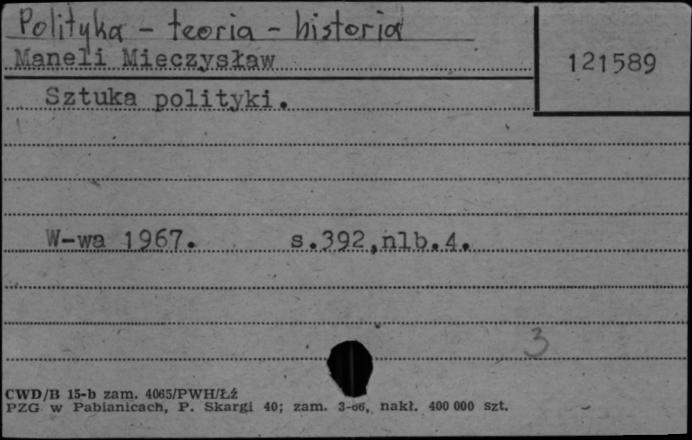 Polityka - teoria - historia
Maneli Mieczysław
121589
Sztuka polityki.
W-wa 1967. s.392,nlb.4.
3
CWD/B 15-b zam. 4065/PWH/Łż
PZG w Pabianicach, P. Skargi 40; zam. 3-66, nakł. 400 000 szt.